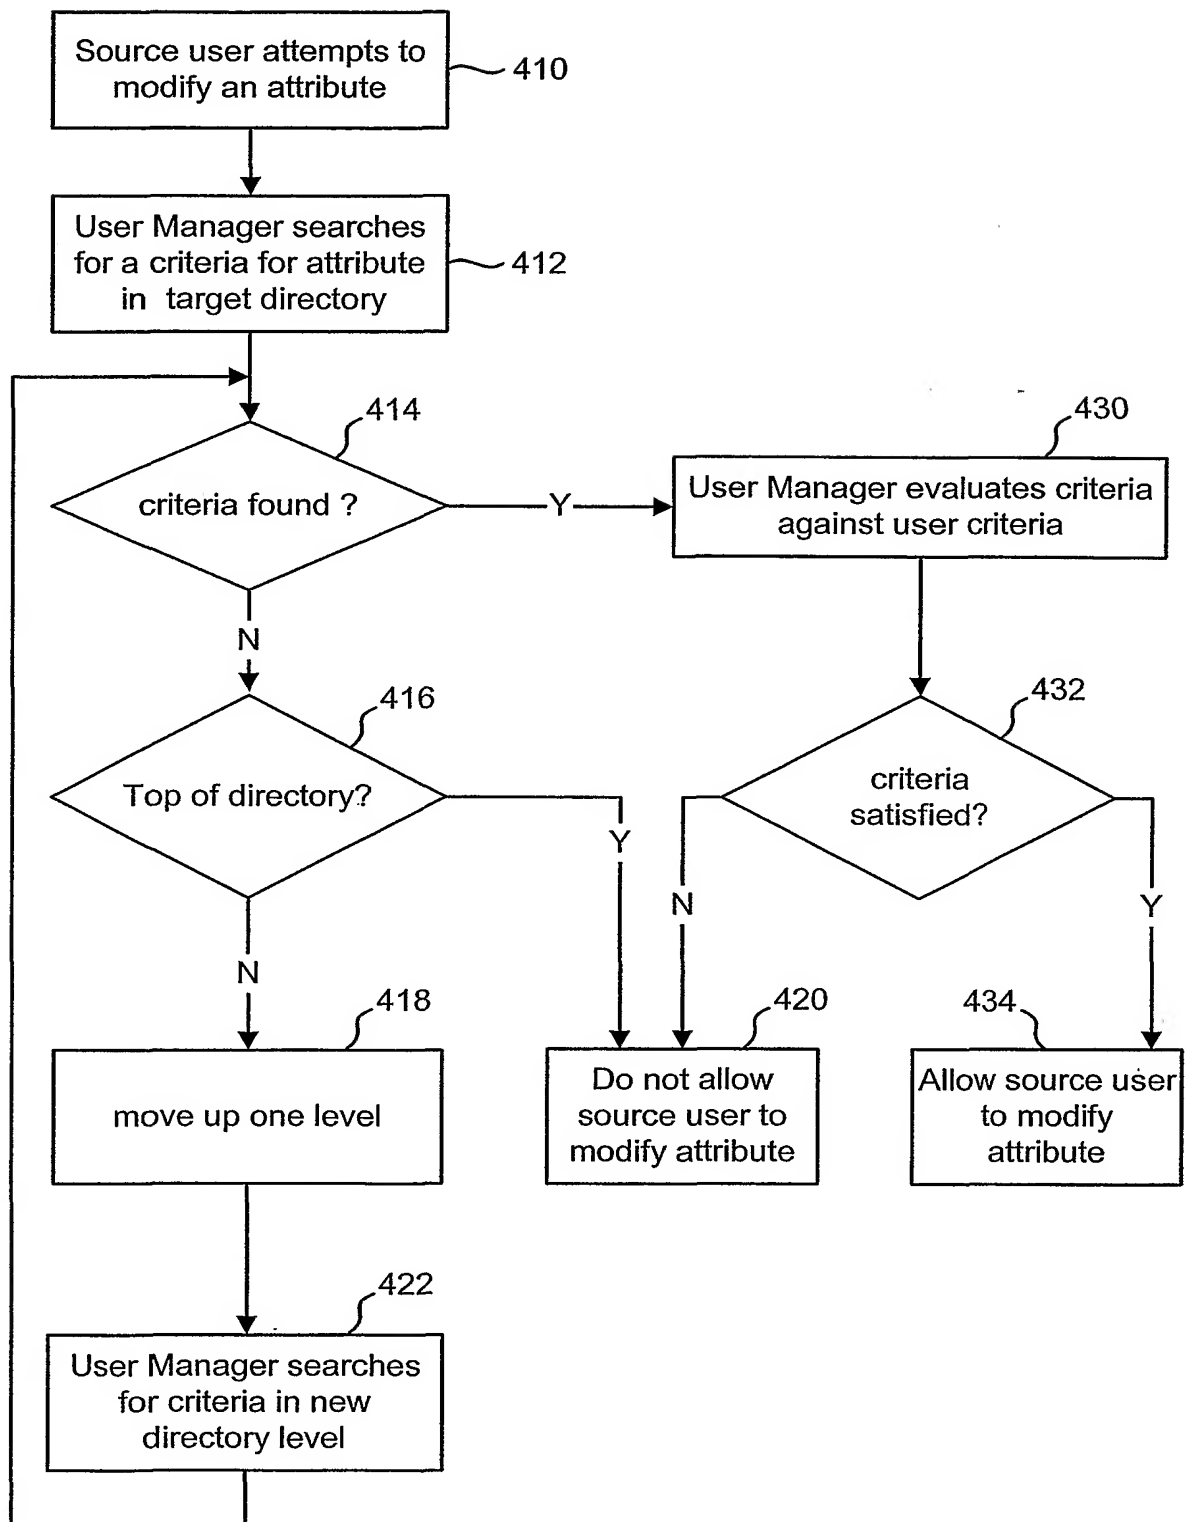 Source user attempts to
modify an attribute
410
User Manager searches
for a criteria for attribute
in target directory
412
414
criteria found ?
Y
430
User Manager evaluates criteria
against user criteria
N
416
Top of directory?
Y
432
criteria
satisfied?
N
Y
N
418
move up one level
420
Do not allow
source user to
modify attribute
434
Allow source user
to modify
attribute
422
User Manager searches
for criteria in new
directory level